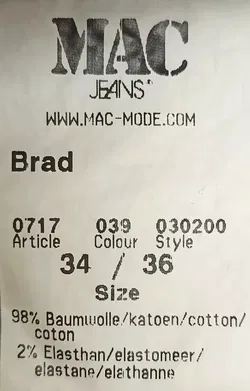 MAC
JEANS
WWW.MAC-MODE.COM
Brad
0717 039 030200
Article Colour Style
34 / 36
Size
98% Baumwolle/katoen/cotton/
coton
2% Elasthan/elastomeer/
elastane/elathanne